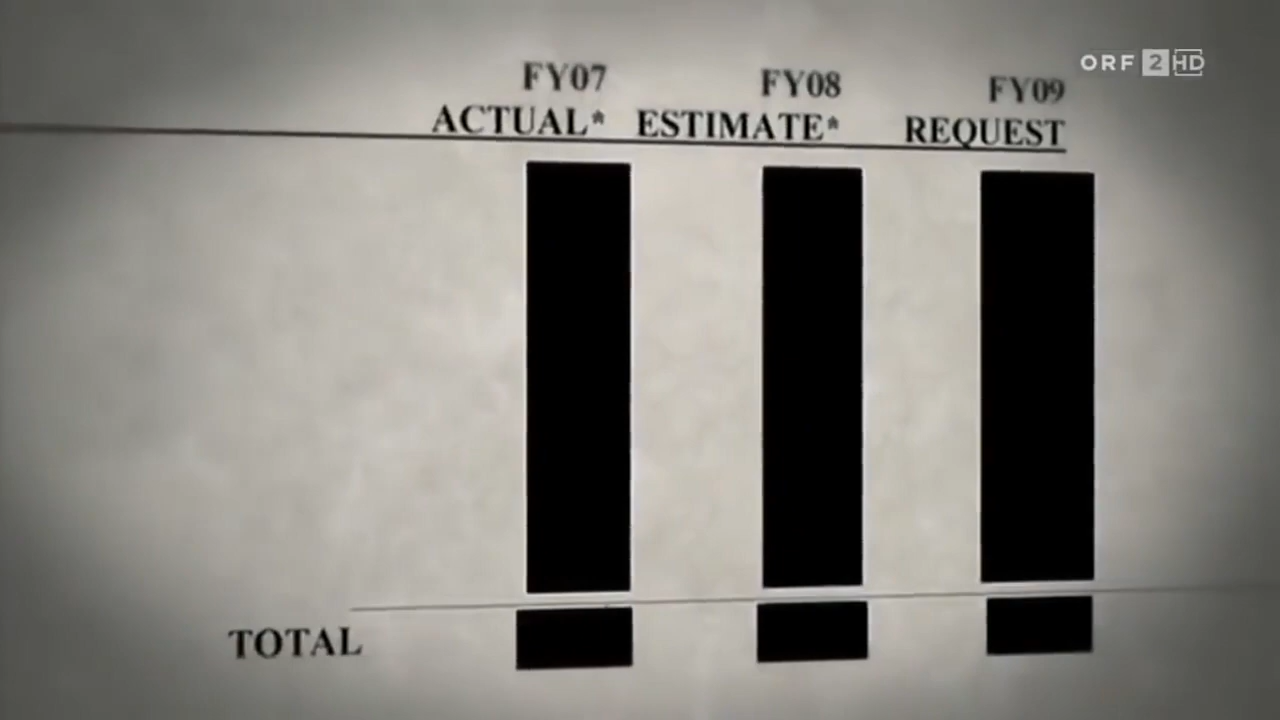 ORF 2 HD
FY07 FY08 FY09
ACTUAL* ESTIMATE* REQUEST
TOTAL